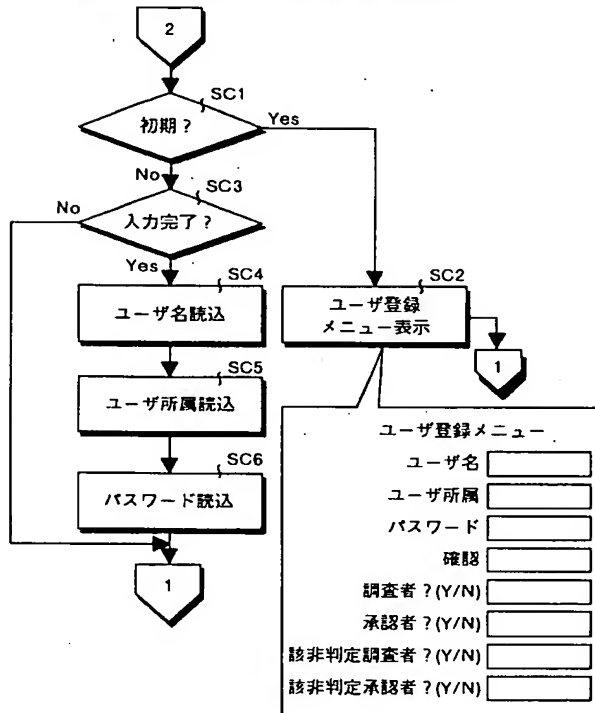 2
SC1
初期？
Yes
No
SC3
No
入力完了？
Yes
SC4
ユーザ名読込
SC2
ユーザ登録
メニュー表示
1
SC5
ユーザ所属読込
SC6
パスワード読込
1
ユーザ登録メニュー
ユーザ名
ユーザ所属
パスワード
確認
調査者？(Y/N)
承認者？(Y/N)
該非判定調査者？(Y/N)
該非判定承認者？(Y/N)